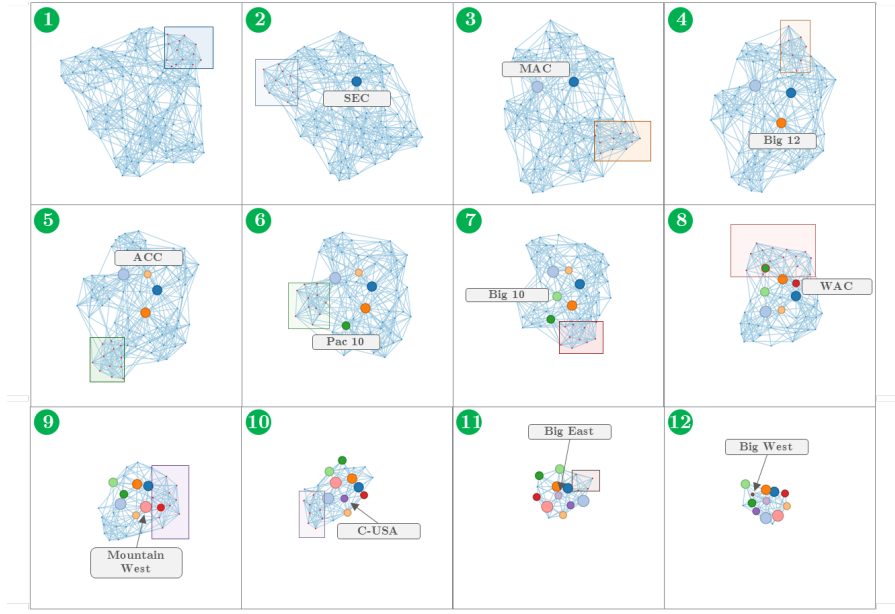 1
2
3
4
SEC
MAC
Big 12
5
6
7
8
ACC
Pac 10
Big 10
WAC
9
10
11
12
Mountain
West
C-USA
Big East
Big West